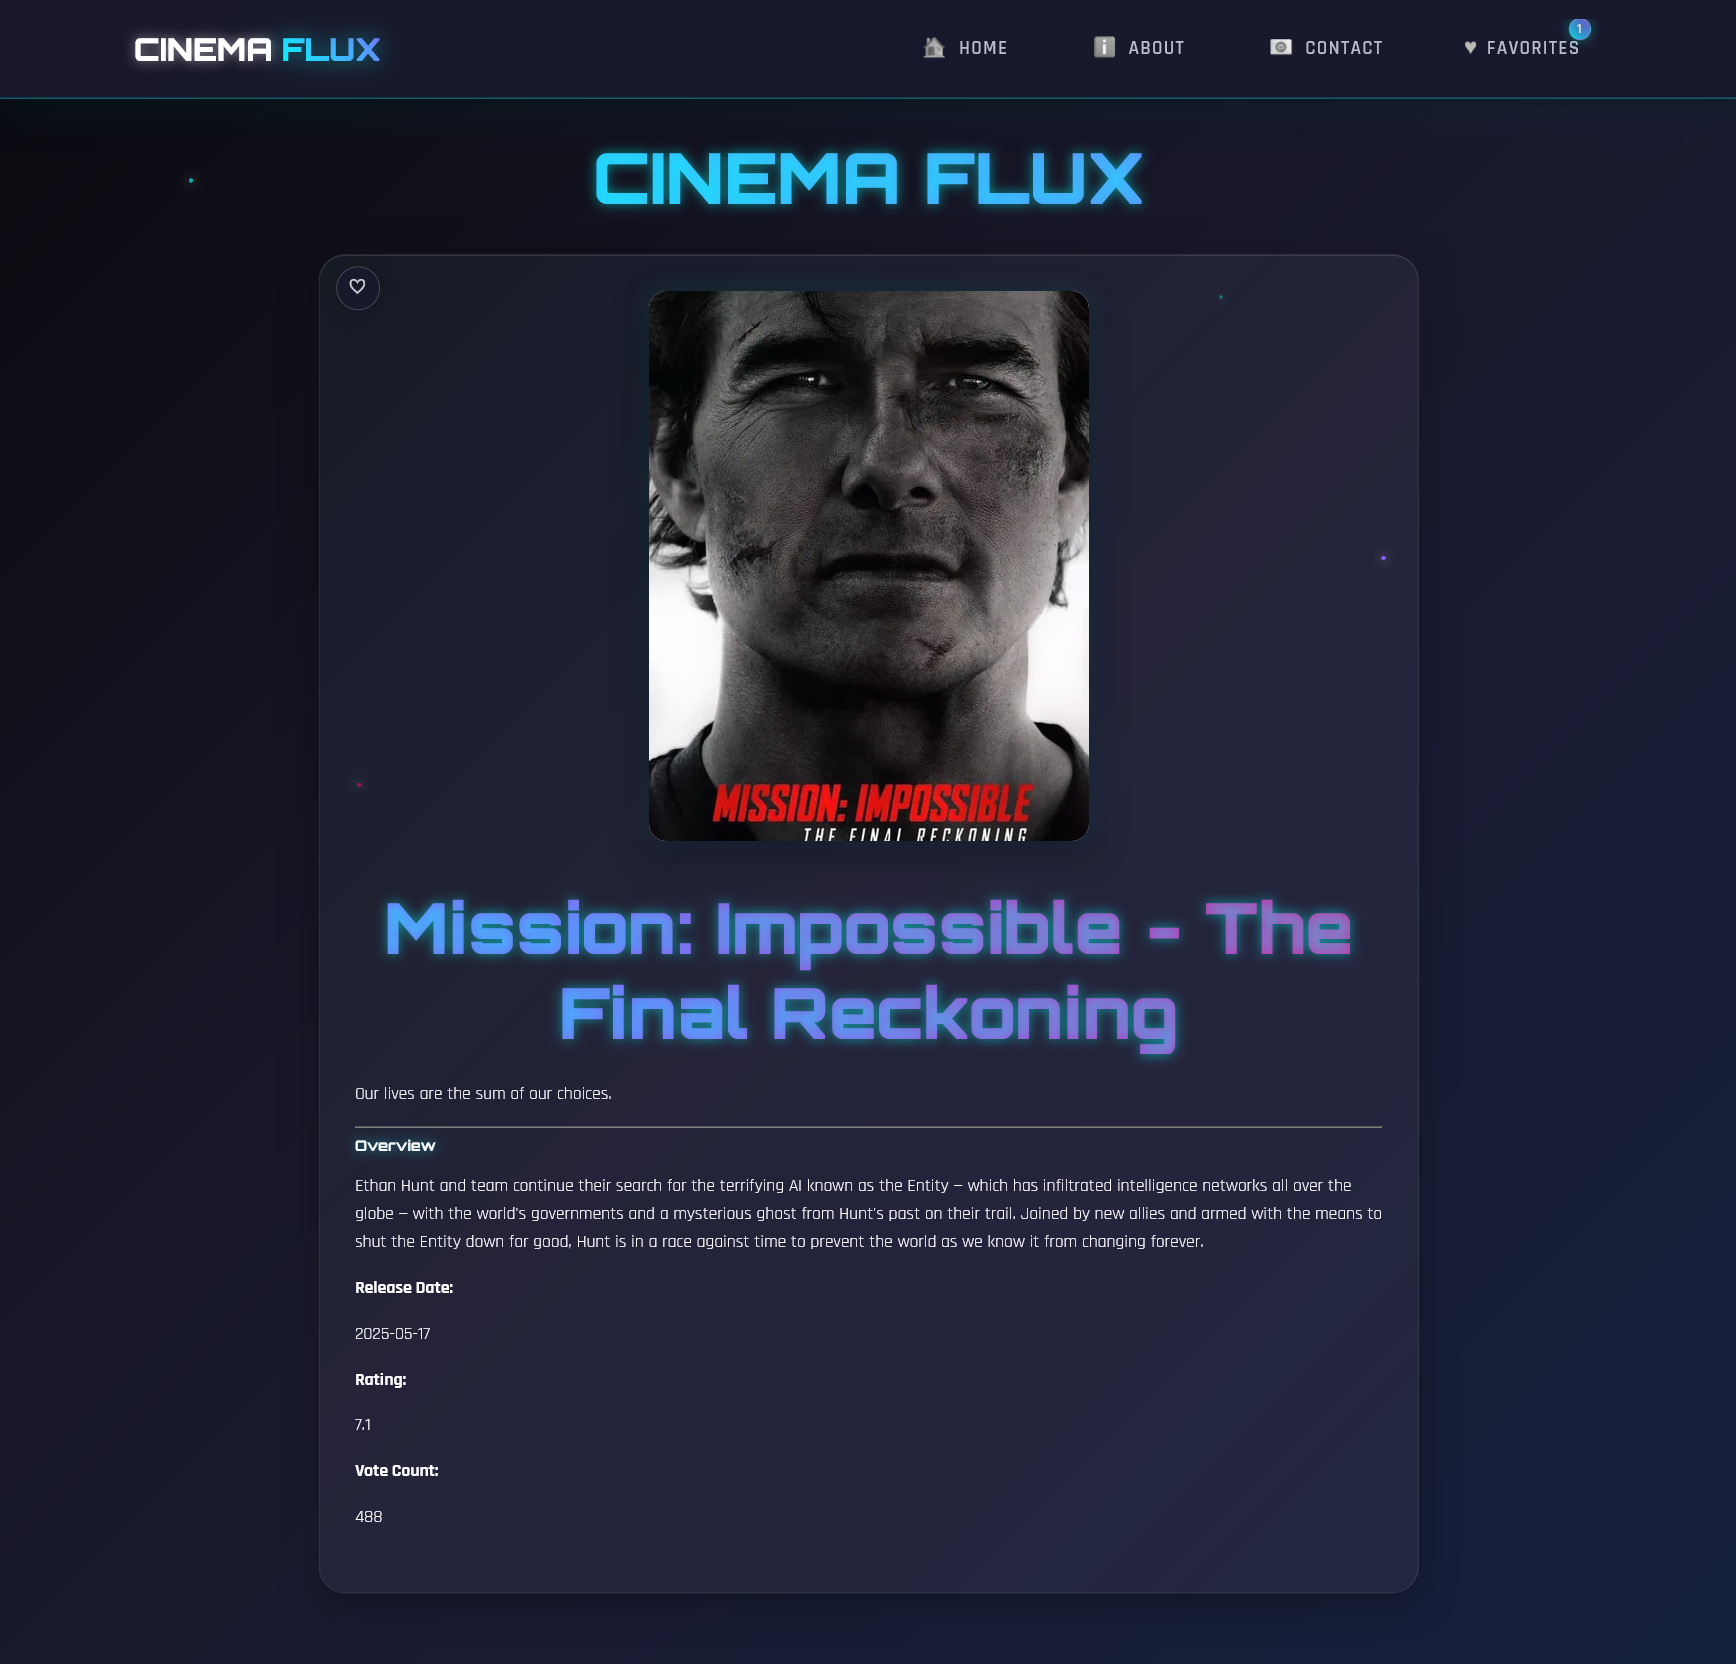 CINEMA FLUX
HOME
ABOUT
CONTACT
♥ FAVORITES
1
CINEMA FLUX
MISSION: IMPOSSIBLE
THE FINAL RECKONING
Mission: Impossible - The
Final Reckoning
Our lives are the sum of our choices.
Overview
Ethan Hunt and team continue their search for the terrifying AI known as the Entity — which has infiltrated intelligence networks all over the
globe — with the world's governments and a mysterious ghost from Hunt's past on their trail. Joined by new allies and armed with the means to
shut the Entity down for good, Hunt is in a race against time to prevent the world as we know it from changing forever.
Release Date:
2025-05-17
Rating:
7.1
Vote Count:
488